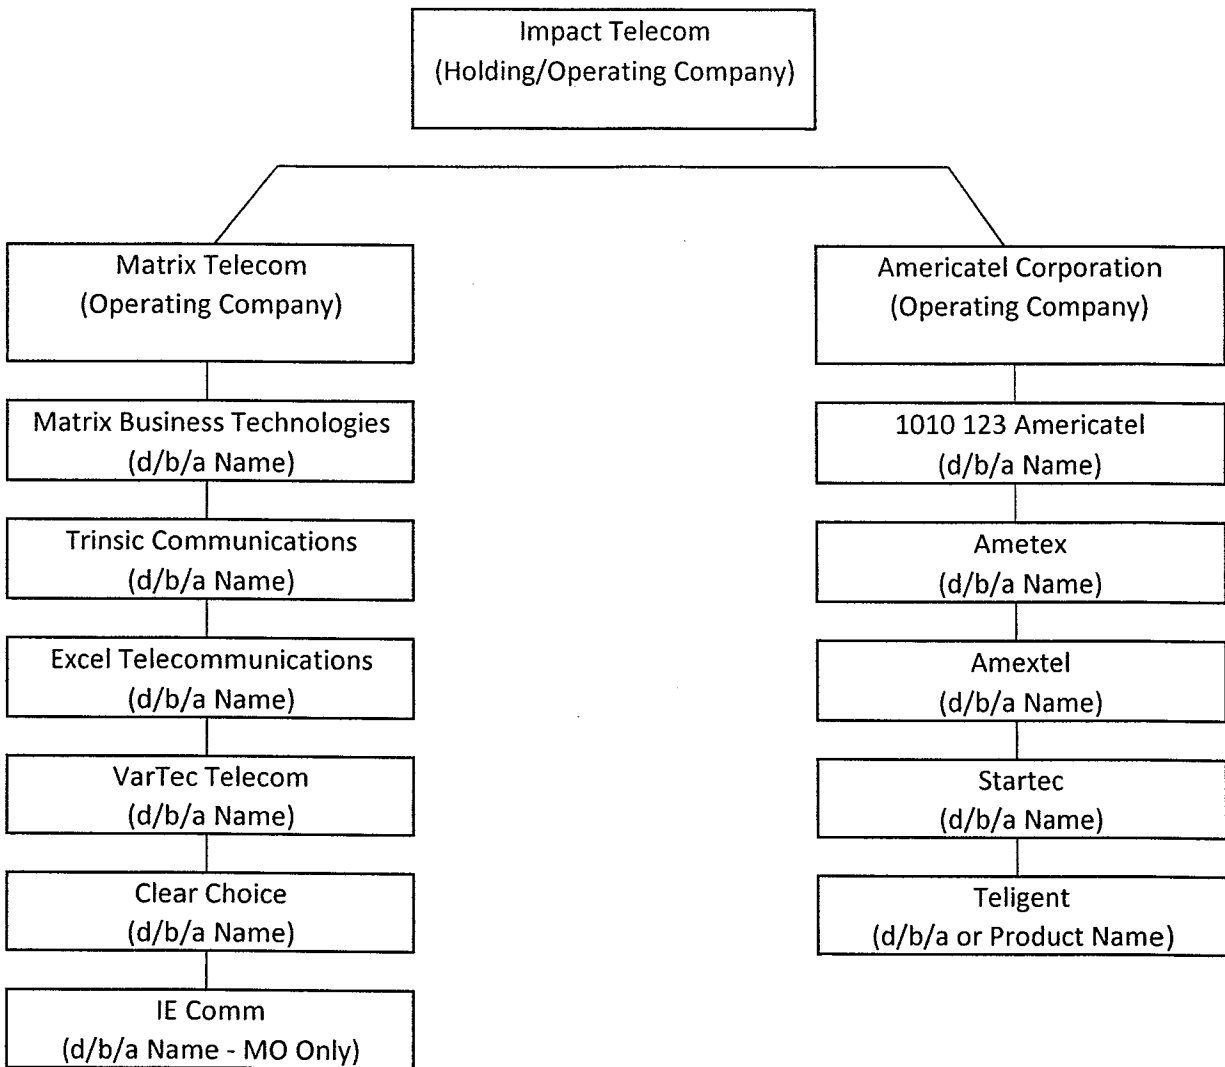 Impact Telecom
(Holding/Operating Company)
Matrix Telecom
(Operating Company)
Matrix Business Technologies
(d/b/a Name)
Trinsic Communications
(d/b/a Name)
Excel Telecommunications
(d/b/a Name)
VarTec Telecom
(d/b/a Name)
Clear Choice
(d/b/a Name)
IE Comm
(d/b/a Name - MO Only)
Americatel Corporation
(Operating Company)
1010 123 Americatel
(d/b/a Name)
Ametex
(d/b/a Name)
Amextel
(d/b/a Name)
Startec
(d/b/a Name)
Teligent
(d/b/a or Product Name)